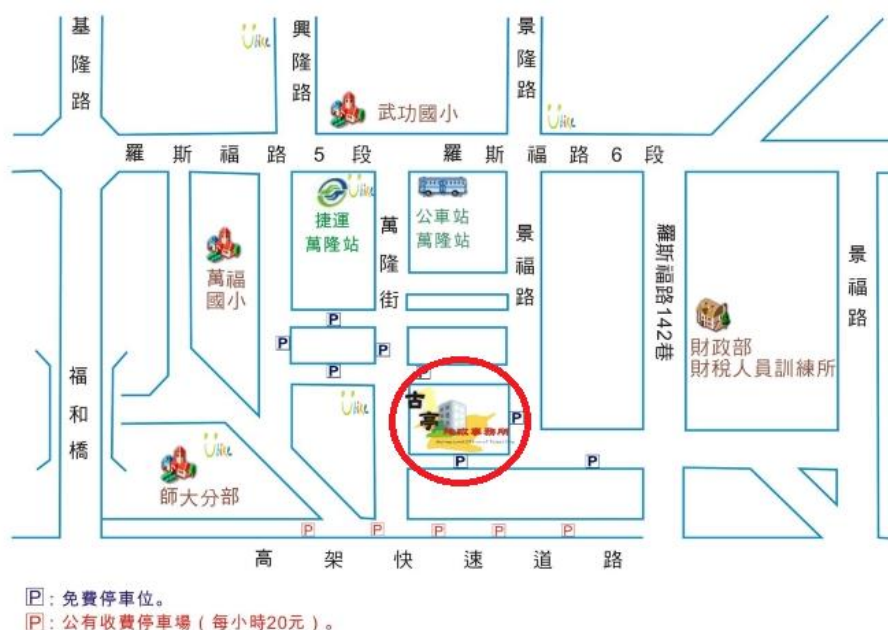 基隆路
興隆路
景隆路
Ubike
武功國小
Ubike
羅斯福路5段
羅斯福路6段
捷運
萬隆站
Ubike
公車站
萬隆站
萬隆街
景福路
羅斯福路142巷
景福路
萬福
國小
P
P
P
P
P
財政部
財稅人員訓練所
福和橋
Ubike
古亭
地政事務所
P
P
P
Ubike
師大分部
P
P
P
P
P
高架快速道路
P:免費停車位。
P:公有收費停車場(每小時20元)。